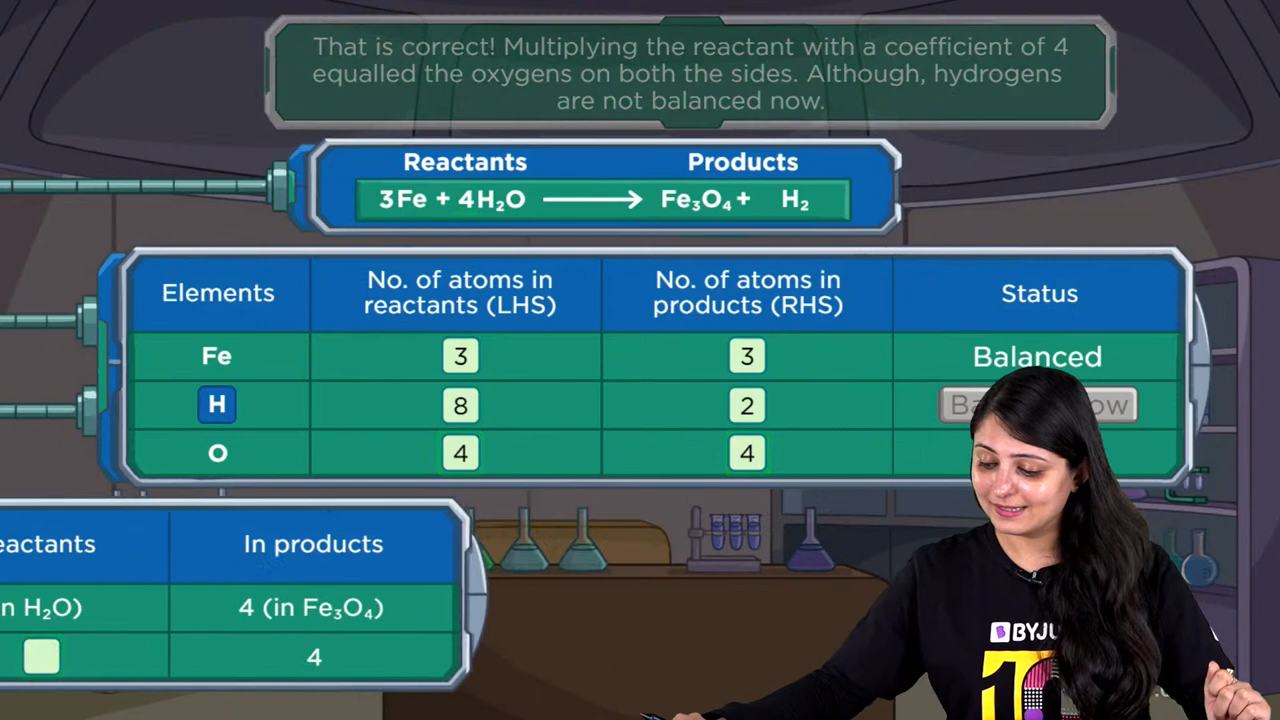 That is correct! Multiplying the reactant with a coefficient of 4
equalled the oxygens on both the sides. Although, hydrogens
are not balanced now.
Reactants Products
3Fe + 4H₂O ⟶ Fe₃O₄ + H₂
Elements
No. of atoms in
reactants (LHS)
No. of atoms in
products (RHS)
Status
Fe 3 3 Balanced
H 8 2
O 4 4
eactants In products
n H₂O) 4 (in Fe₃O₄)
4
BYJU